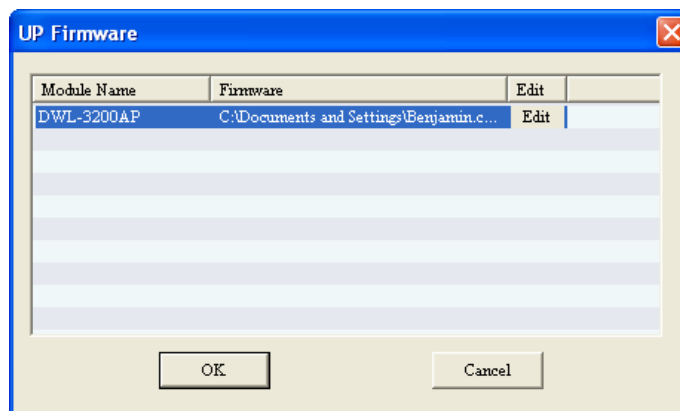 UP Firmware
Module Name Firmware Edit
DWL-3200AP C:\Documents and Settings\Benjamin.c... Edit
OK Cancel